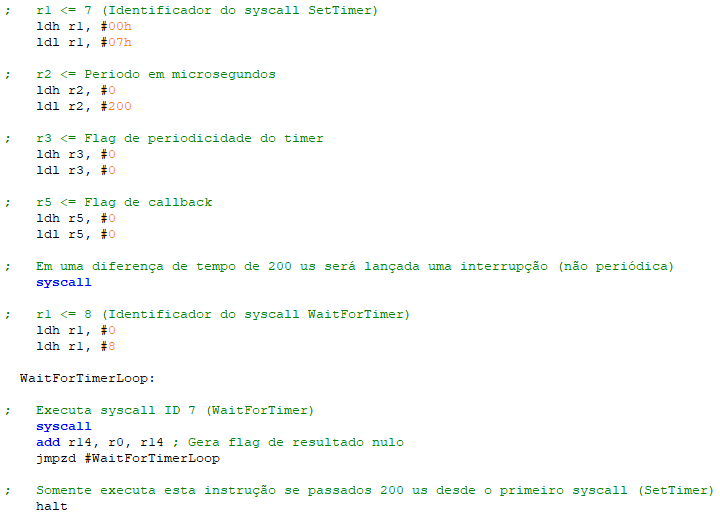 ;   r1 <= 7 (Identificador do syscall SetTimer)
    ldh r1, #00h
    ldl r1, #07h
;   r2 <= Periodo em microsegundos
    ldh r2, #0
    ldl r2, #200
;   r3 <= Flag de periodicidade do timer
    ldh r3, #0
    ldl r3, #0
;   r5 <= Flag de callback
    ldh r5, #0
    ldl r5, #0
;   Em uma diferença de tempo de 200 us será lançada uma interrupção (não periódica)
    syscall
;   r1 <= 8 (Identificador do syscall WaitForTimer)
    ldh r1, #0
    ldh r1, #8
  WaitForTimerLoop:
;   Executa syscall ID 7 (WaitForTimer)
    syscall
    add r14, r0, r14 ; Gera flag de resultado nulo
    jmpzd #WaitForTimerLoop
;   Somente executa esta instrução se passados 200 us desde o primeiro syscall (SetTimer)
    halt